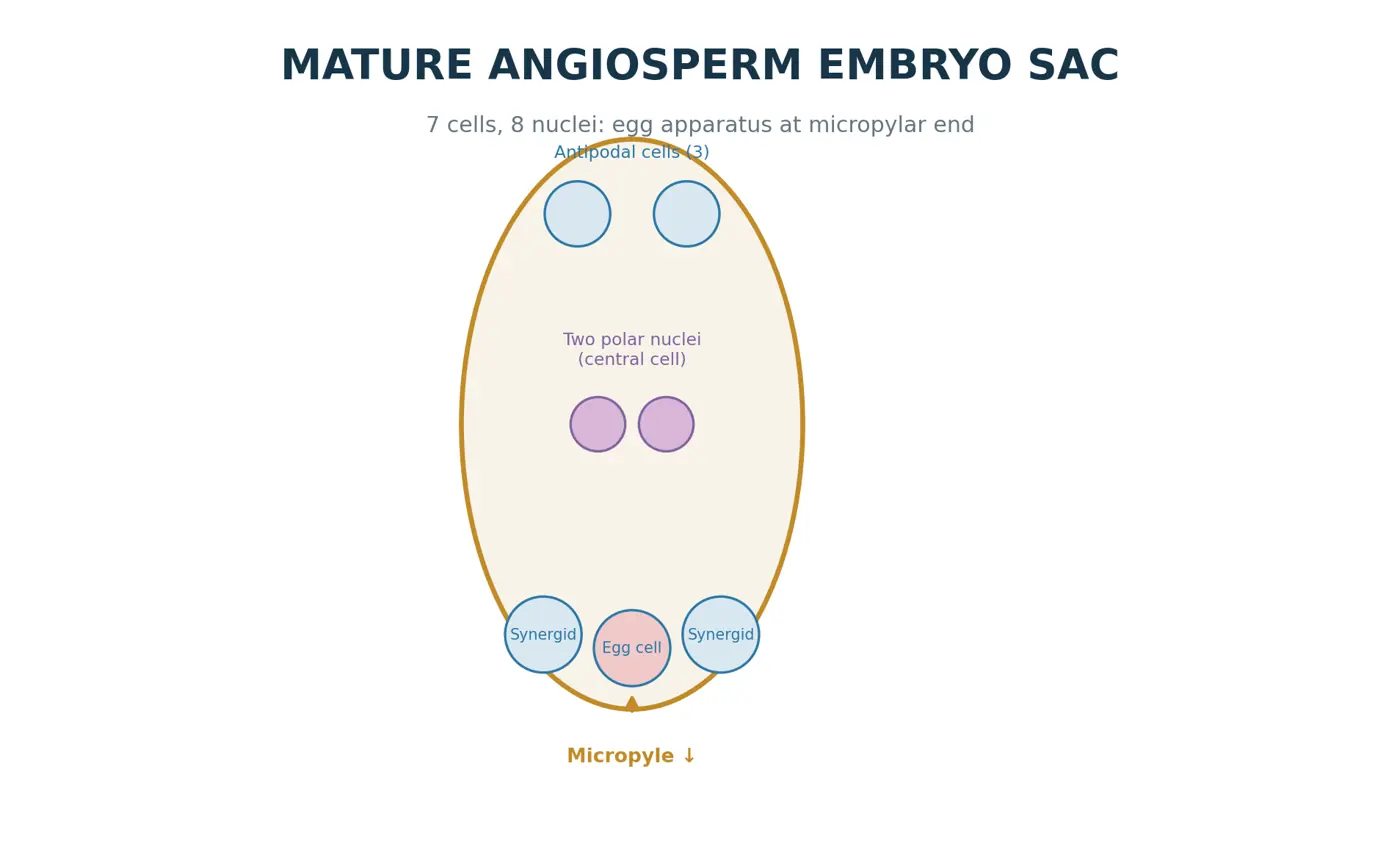 MATURE ANGIOSPERM EMBRYO SAC
7 cells, 8 nuclei: egg apparatus at micropylar end
Antipodal cells (3)
Two polar nuclei
(central cell)
Synergid
Egg cell
Synergid
Micropyle ↓